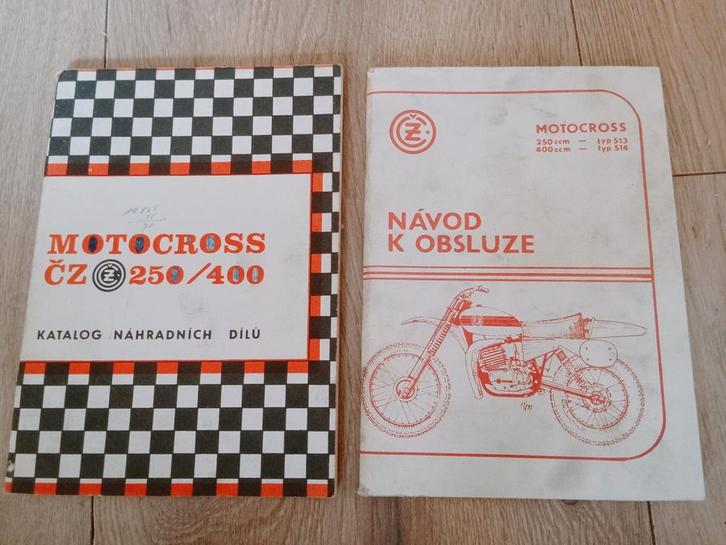 MOTOCROSS
ČZ ČZ 250/400
KATALOG NÁHRADNÍCH DÍLŮ
ČZ
MOTOCROSS
250 ccm — typ 513
400 ccm — typ 514
NÁVOD
K OBSLUZE